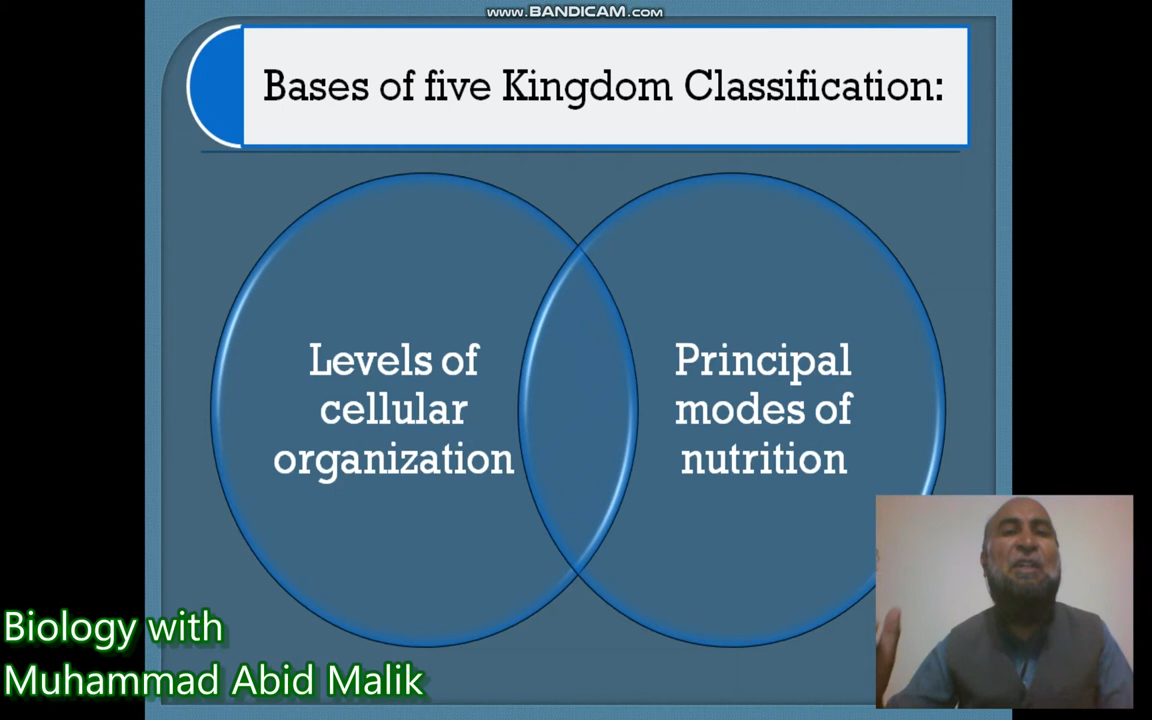 www.BANDICAM.com
Bases of five Kingdom Classification:
Levels of
cellular
organization
Principal
modes of
nutrition
Biology with
Muhammad Abid Malik